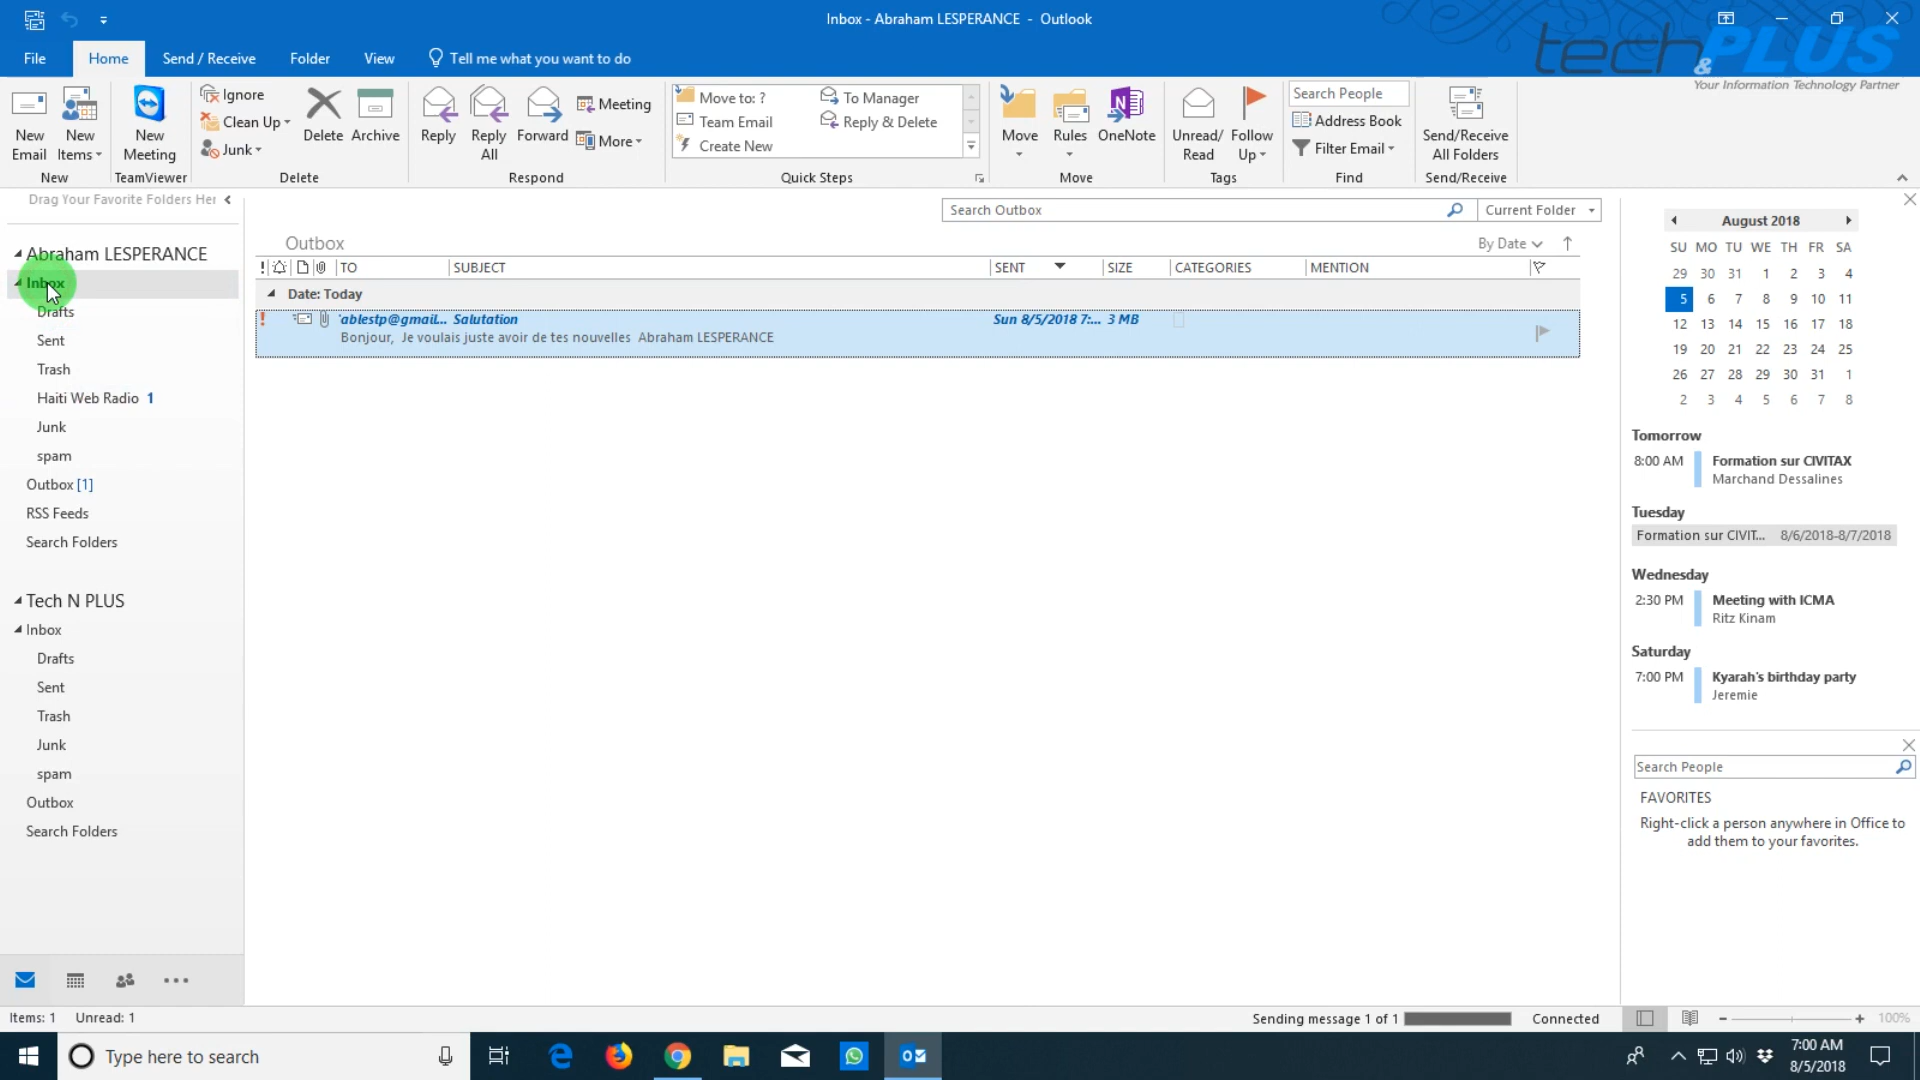 Inbox - Abraham LESPERANCE - Outlook
tech&PLUS
Your Information Technology Partner
File
Home
Send / Receive
Folder
View
Tell me what you want to do
New Email
New Items
New
New Meeting
TeamViewer
Ignore
Clean Up
Junk
Delete
Archive
Delete
Reply
Reply All
Forward
Meeting
More
Respond
Move to: ?
Team Email
Create New
To Manager
Reply & Delete
Quick Steps
Move
Rules
OneNote
Move
Unread/ Read
Follow Up
Tags
Search People
Address Book
Filter Email
Find
Send/Receive All Folders
Send/Receive
Drag Your Favorite Folders Her
Abraham LESPERANCE
Inbox
Drafts
Sent
Trash
Haiti Web Radio 1
Junk
spam
Outbox [1]
RSS Feeds
Search Folders
Tech N PLUS
Inbox
Drafts
Sent
Trash
Junk
spam
Outbox
Search Folders
Search Outbox
Current Folder
Outbox
By Date
! TO SUBJECT SENT SIZE CATEGORIES MENTION
Date: Today
'ablestp@gmail... Salutation Sun 8/5/2018 7:... 3 MB
Bonjour, Je voulais juste avoir de tes nouvelles Abraham LESPERANCE
August 2018
SU MO TU WE TH FR SA
29 30 31 1 2 3 4
5 6 7 8 9 10 11
12 13 14 15 16 17 18
19 20 21 22 23 24 25
26 27 28 29 30 31 1
2 3 4 5 6 7 8
Tomorrow
8:00 AM Formation sur CIVITAX
Marchand Dessalines
Tuesday
Formation sur CIVIT... 8/6/2018-8/7/2018
Wednesday
2:30 PM Meeting with ICMA
Ritz Kinam
Saturday
7:00 PM Kyarah's birthday party
Jeremie
Search People
FAVORITES
Right-click a person anywhere in Office to
add them to your favorites.
Items: 1 Unread: 1
Sending message 1 of 1
Connected
100%
Type here to search
7:00 AM
8/5/2018